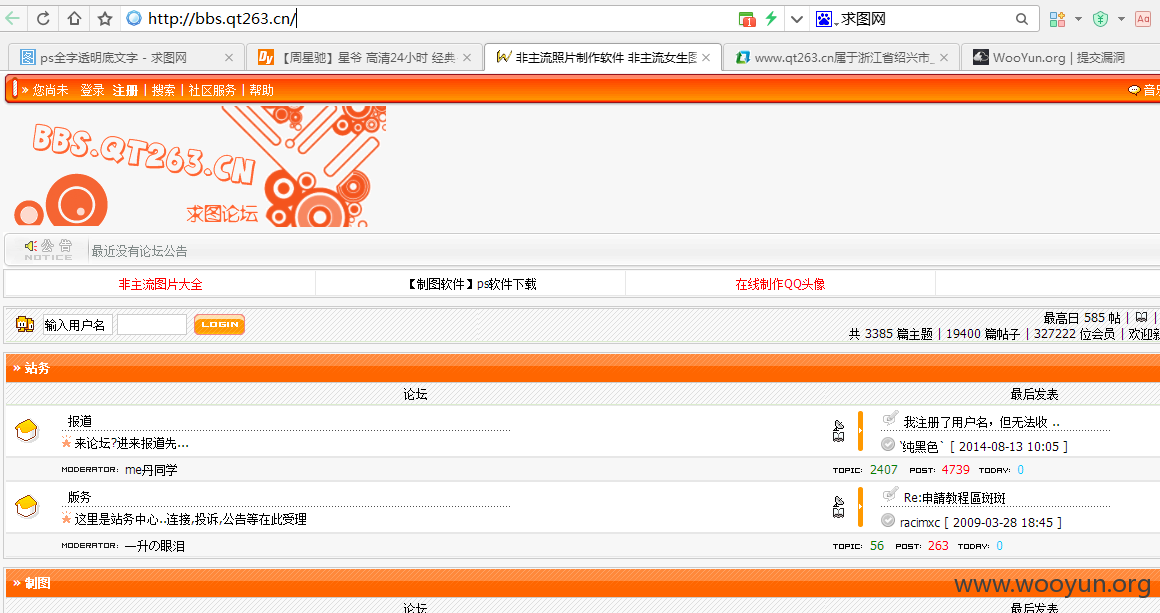 http://bbs.qt263.cn/
求图网
ps全字透明底文字 - 求图网
【周星驰】星爷 高清24小时 经典
非主流照片制作软件 非主流女生图
www.qt263.cn属于浙江省绍兴市_
WooYun.org | 提交漏洞
» 您尚未 登录 注册 | 搜索 | 社区服务 | 帮助
音乐
BBS.QT263.CN
求图论坛
公告
NOTICE
最近没有论坛公告
非主流图片大全
【制图软件】ps软件下载
在线制作QQ头像
输入用户名
LOGIN
最高日 585 帖 |
共 3385 篇主题 | 19400 篇帖子 | 327222 位会员 | 欢迎新
» 站务
论坛
最后发表
报道
来论坛?进来报道先...
我注册了用户名，但无法收 ..
`纯黑色` [ 2014-08-13 10:05 ]
MODERATOR: me丹同学
TOPIC: 2407 POST: 4739 TODAY: 0
版务
这里是站务中心..连接,投诉,公告等在此受理
Re:申請教程區斑斑
racimxc [ 2009-03-28 18:45 ]
MODERATOR: 一升の眼泪
TOPIC: 56 POST: 263 TODAY: 0
» 制图
www.wooyun.org
论坛
最后发表